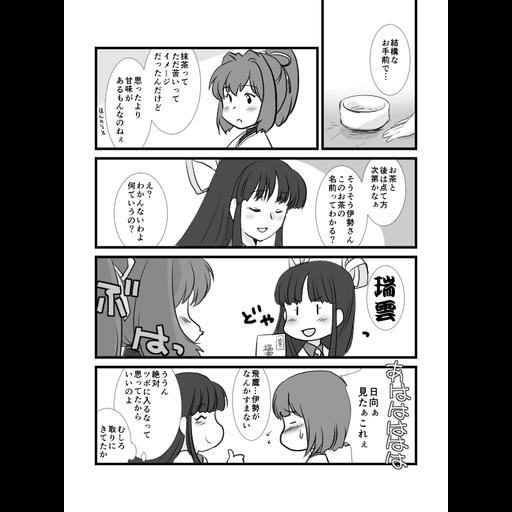 結構な
お手前で…
抹茶って
ただ苦いって
イメージ
だったんだけど
思ったより
甘味が
あるもんなのねぇ
ほんのりと
お茶と
後は点て方
次第かなぁ
そうそう伊勢さん
このお茶の
名前ってわかる?
え?
わかんないわよ
何ていうの?
瑞雲
どやっ
瑞雲
ブ
はっ
あーはははははは
日向ぁ
見たぁこれぇ
飛鷹…伊勢が
なんかすまない
ううん
絶対
ツボに入るなって
思ってたから
いいのよ
むしろ
取りに
きてたか